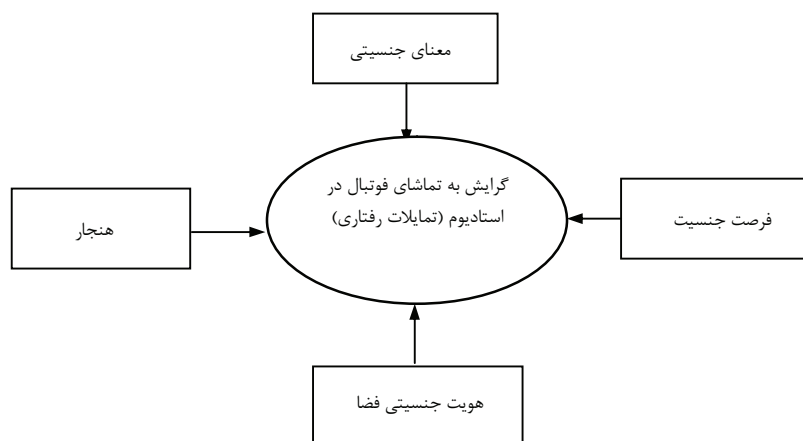 معنای جنسیتی
گرایش به تماشای فوتبال در
استادیوم (تمایلات رفتاری)
فرصت جنسیت
هنجار
هویت جنسیتی فضا